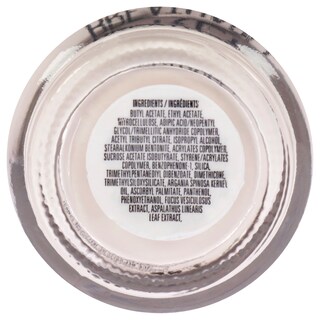 INGREDIENTS / INGRÉDIENTS
BUTYL ACETATE, ETHYL ACETATE,
NITROCELLULOSE, ADIPIC ACID/NEOPENTYL
GLYCOL/TRIMELLITIC ANHYDRIDE COPOLYMER,
ACETYL TRIBUTYL CITRATE, ISOPROPYL ALCOHOL,
STEARALKONIUM BENTONITE, ACRYLATES COPOLYMER,
SUCROSE ACETATE ISOBUTYRATE, STYRENE/ACRYLATES
COPOLYMER, BENZOPHENONE-1, SILICA,
TRIMETHYLPENTANEDIYL DIBENZOATE, DIMETHICONE,
TRIMETHYLSILOXYSILICATE, ARGANIA SPINOSA KERNEL
OIL, ASCORBYL PALMITATE, PANTHENOL,
PHENOXYETHANOL, FUCUS VESICULOSUS
EXTRACT, ASPALATHUS LINEARIS
LEAF EXTRACT.